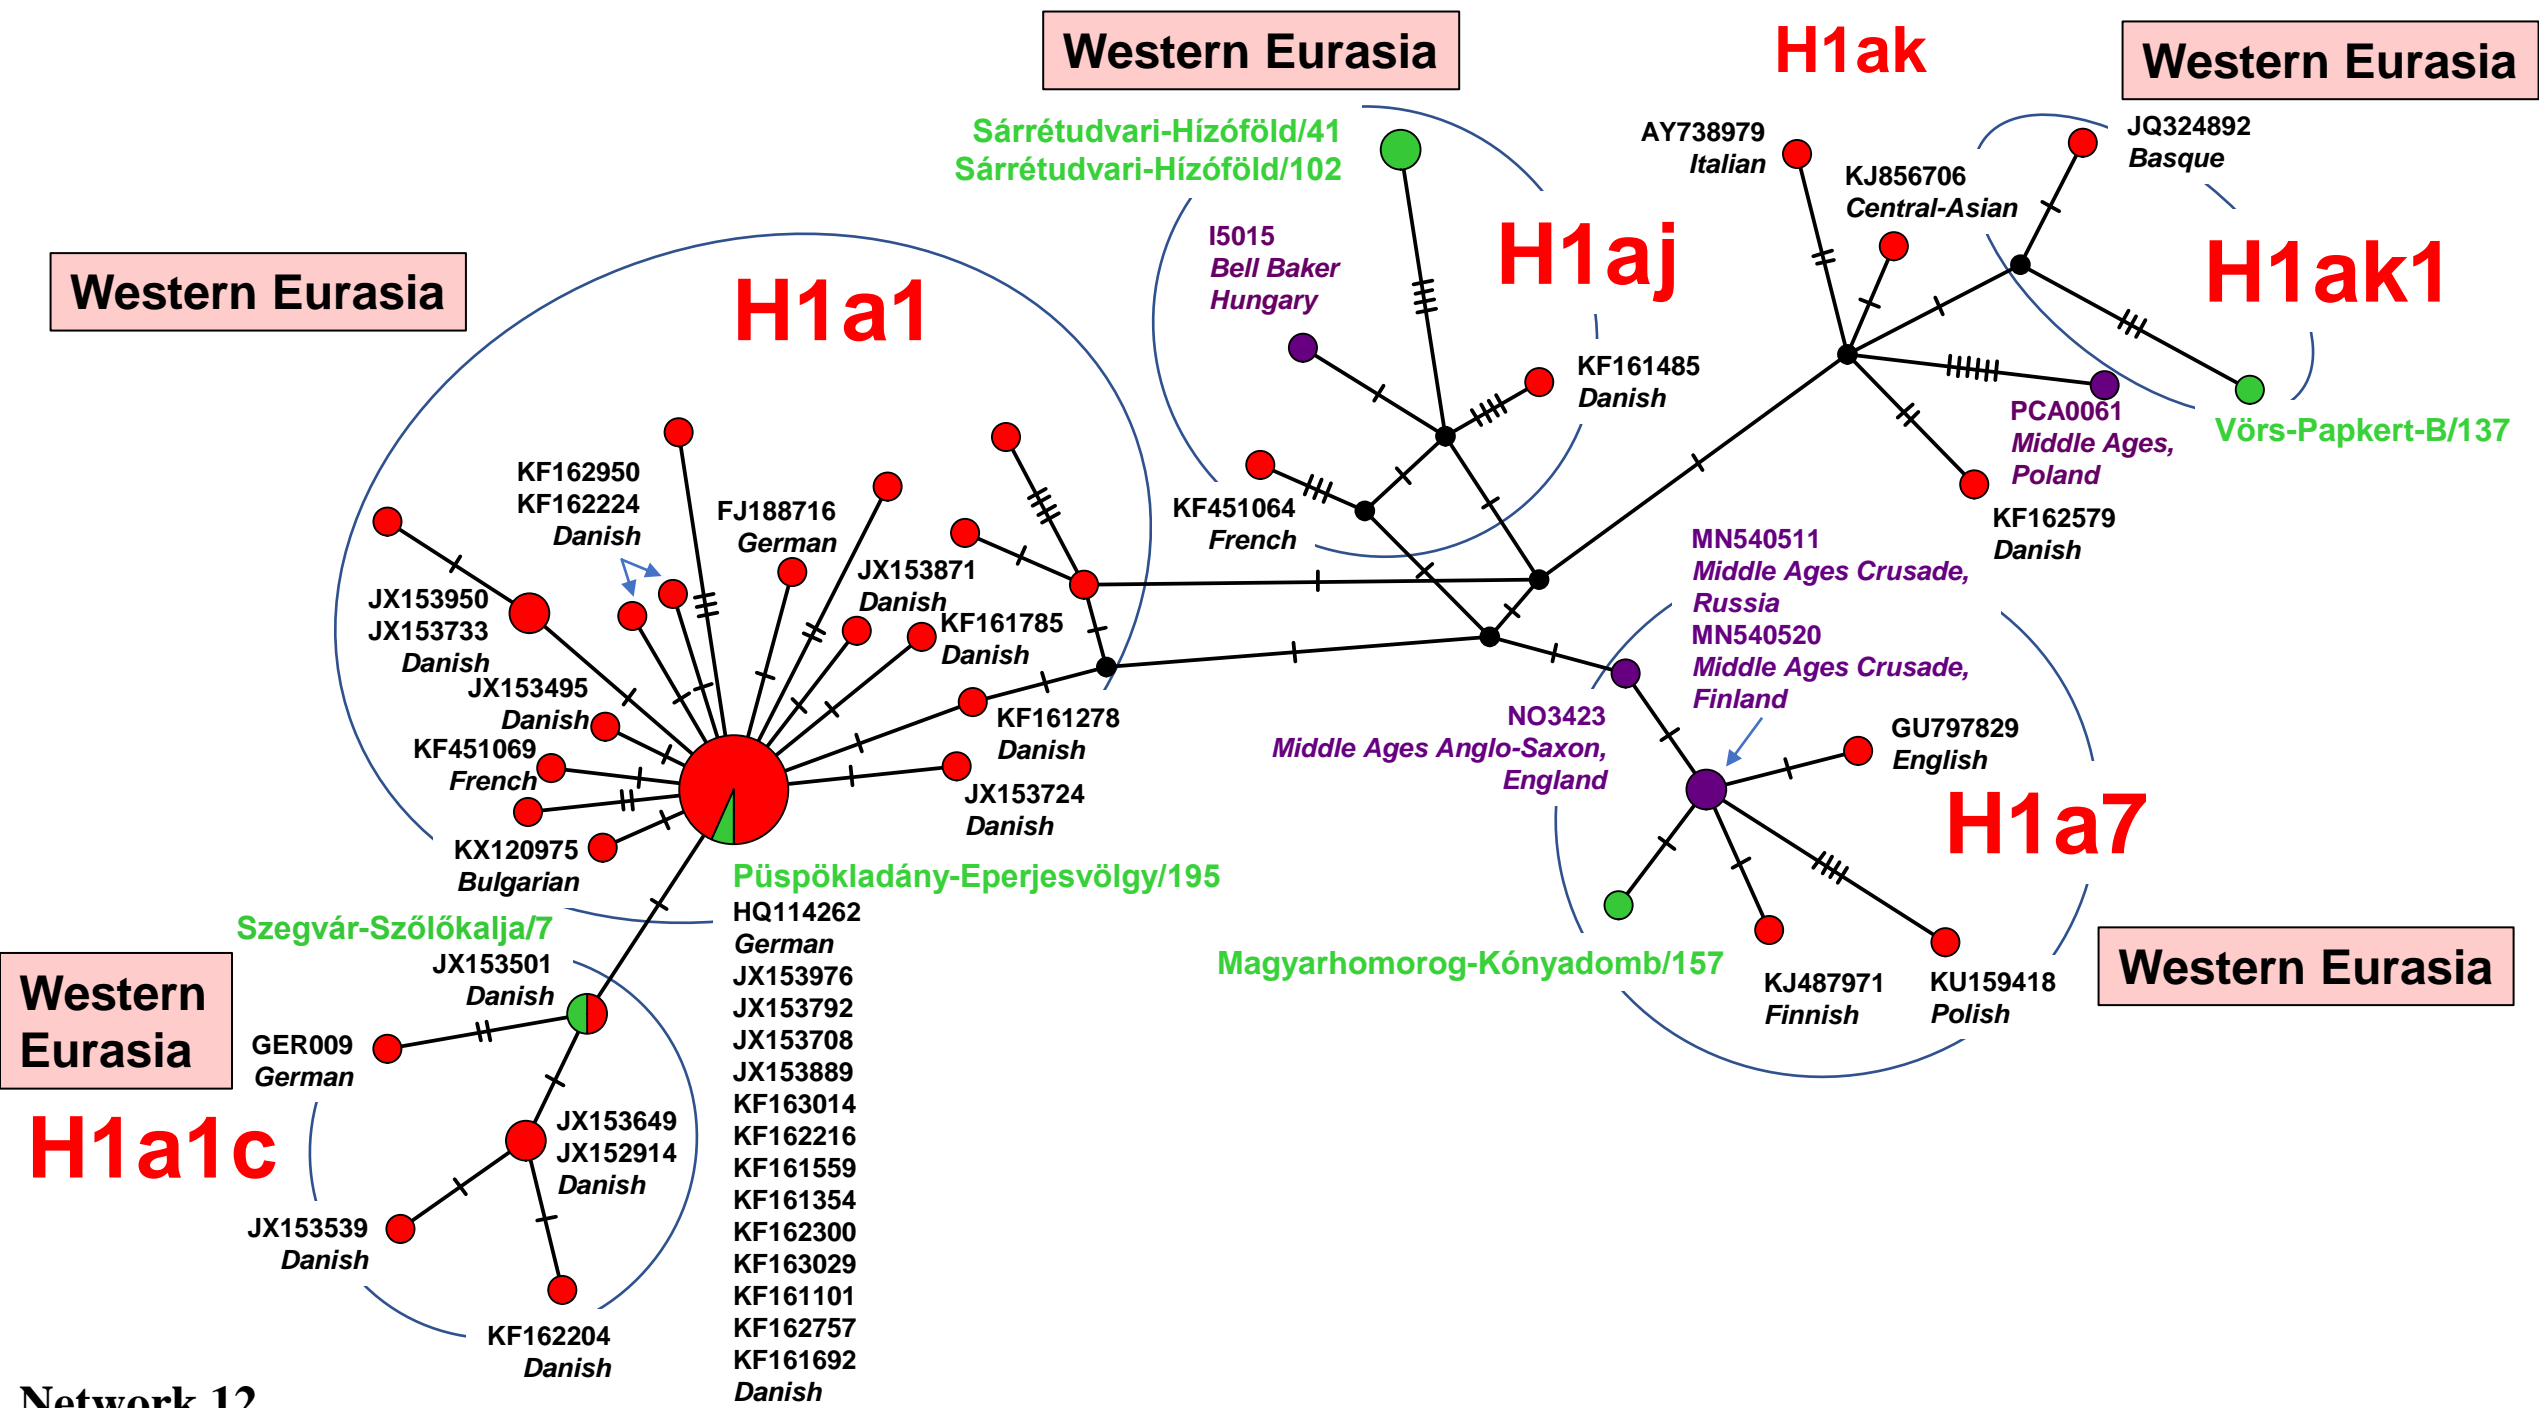 Western Eurasia
H1ak
Western Eurasia
Sárrétudvari-Hízóföld/41
Sárrétudvari-Hízóföld/102
AY738979
Italian
KJ856706
Central-Asian
JQ324892
Basque
I5015
Bell Baker
Hungary
H1aj
H1ak1
Western Eurasia
H1a1
KF161485
Danish
PCA0061
Middle Ages,
Poland
Vörs-Papkert-B/137
KF162950
KF162224
Danish
FJ188716
German
KF451064
French
KF162579
Danish
JX153871
Danish
JX153950
JX153733
Danish
KF161785
Danish
MN540511
Middle Ages Crusade,
Russia
MN540520
Middle Ages Crusade,
Finland
JX153495
Danish
KF161278
Danish
NO3423
Middle Ages Anglo-Saxon,
England
GU797829
English
KF451069
French
JX153724
Danish
H1a7
KX120975
Bulgarian
Püspökladány-Eperjesvölgy/195
HQ114262
German
JX153976
JX153792
JX153708
JX153889
KF163014
KF162216
KF161559
KF161354
KF162300
KF163029
KF161101
KF162757
KF161692
Danish
Magyarhomorog-Kónyadomb/157
KJ487971
Finnish
KU159418
Polish
Western Eurasia
Szegvár-Szőlőkalja/7
JX153501
Danish
Western
Eurasia
GER009
German
H1a1c
JX153649
JX152914
Danish
JX153539
Danish
KF162204
Danish
Network 12